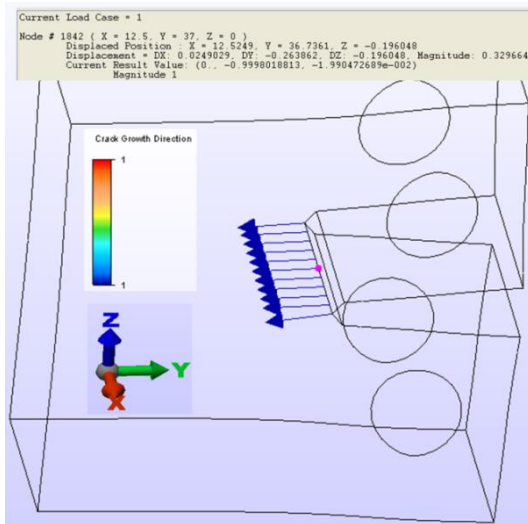 Current Load Case = 1
Node # 1842 ( X = 12.5, Y = 37, Z = 0 )
Displaced Position : X = 12.5249, Y = 36.7361, Z = -0.196048
Displacement = DX: 0.0249029, DY: -0.263862, DZ: -0.196048, Magnitude: 0.329664
Current Result Value: (0., -0.9998018813, -1.990472689e-002)
Magnitude 1
Crack Growth Direction
1
1
Z
Y
X